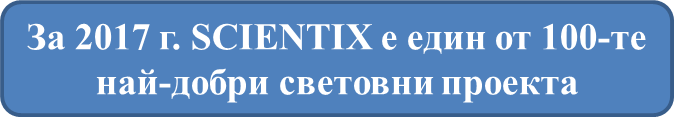 За 2017 г. SCIENTIX е един от 100-те
най-добри световни проекта